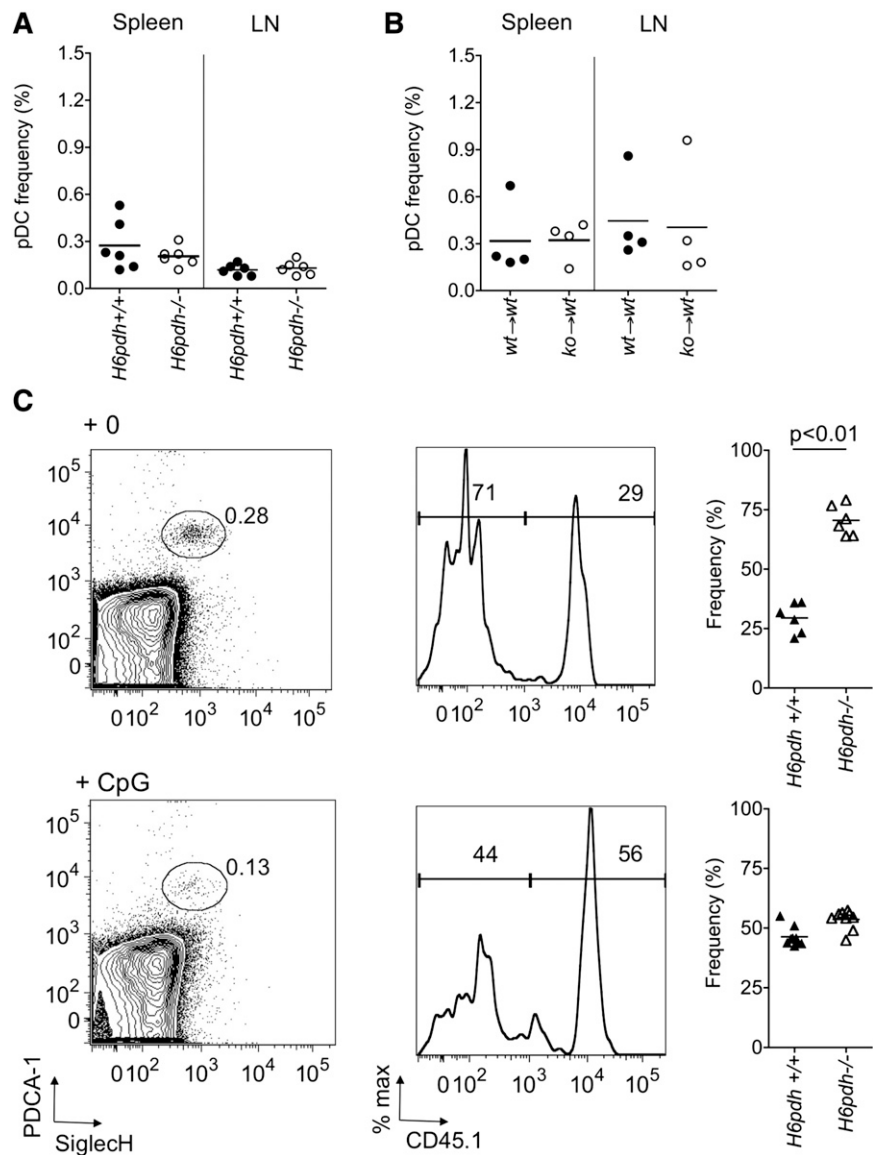 A
Spleen LN
pDC frequency (%)
1.5
1.2
0.9
0.6
0.3
0.0
H6pdh+/+
H6pdh-/-
H6pdh+/+
H6pdh-/-
B
Spleen LN
pDC frequency (%)
1.5
1.2
0.9
0.6
0.3
0.0
wt→wt
ko→wt
wt→wt
ko→wt
C
+ 0
10^5
10^4
10^3
10^2
0
0.28
0 10^2 10^3 10^4 10^5
71 29
0 10^2 10^3 10^4 10^5
p<0.01
Frequency (%)
100
75
50
25
0
H6pdh +/+
H6pdh-/-
+ CpG
10^5
10^4
10^3
10^2
0
0.13
0 10^2 10^3 10^4 10^5
PDCA-1
SiglecH
44 56
0 10^2 10^3 10^4 10^5
% max
CD45.1
Frequency (%)
100
75
50
25
0
H6pdh +/+
H6pdh-/-